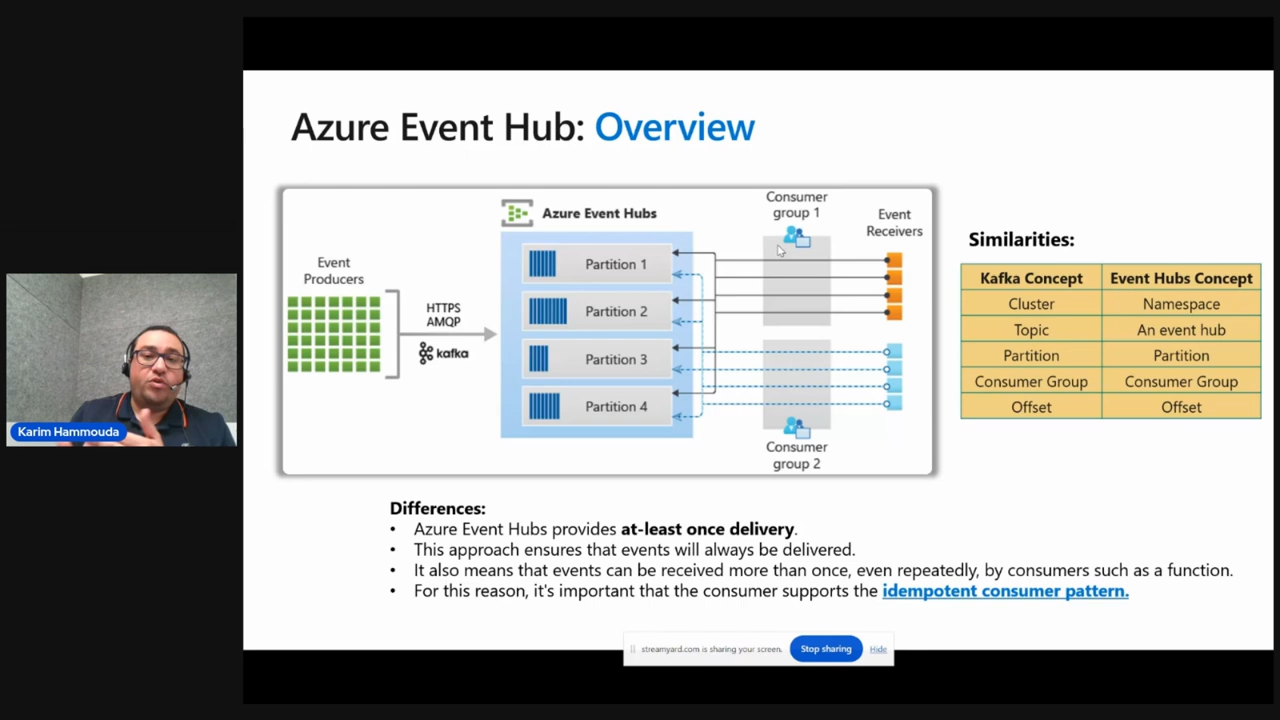 Azure Event Hub: Overview
Consumer
group 1
Azure Event Hubs
Event
Receivers
Event
Producers
HTTPS
AMQP
kafka
Partition 1
Partition 2
Partition 3
Partition 4
Consumer
group 2
Similarities:
Kafka Concept Event Hubs Concept
Cluster Namespace
Topic An event hub
Partition Partition
Consumer Group Consumer Group
Offset Offset
Karim Hammouda
Differences:
• Azure Event Hubs provides at-least once delivery.
• This approach ensures that events will always be delivered.
• It also means that events can be received more than once, even repeatedly, by consumers such as a function.
• For this reason, it's important that the consumer supports the idempotent consumer pattern.
streamyard.com is sharing your screen. Stop sharing Hide